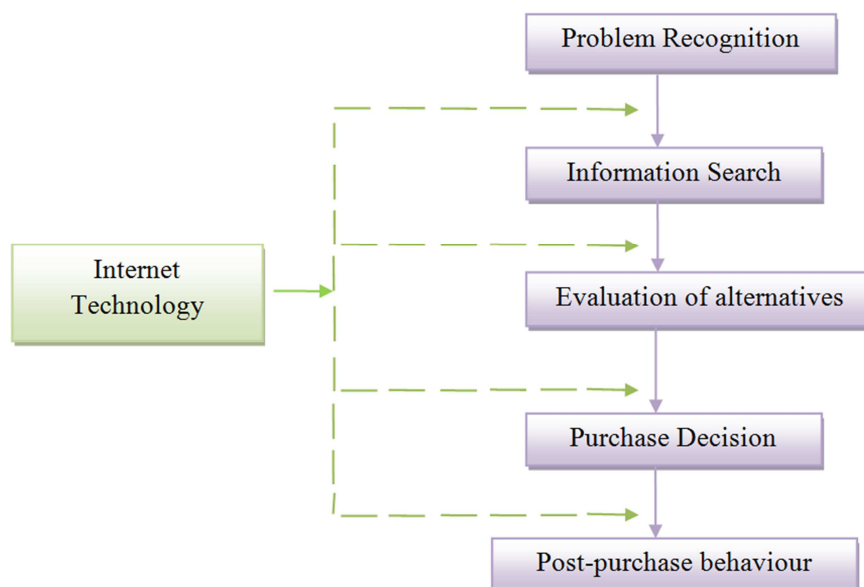 Problem Recognition
Information Search
Internet
Technology
Evaluation of alternatives
Purchase Decision
Post-purchase behaviour